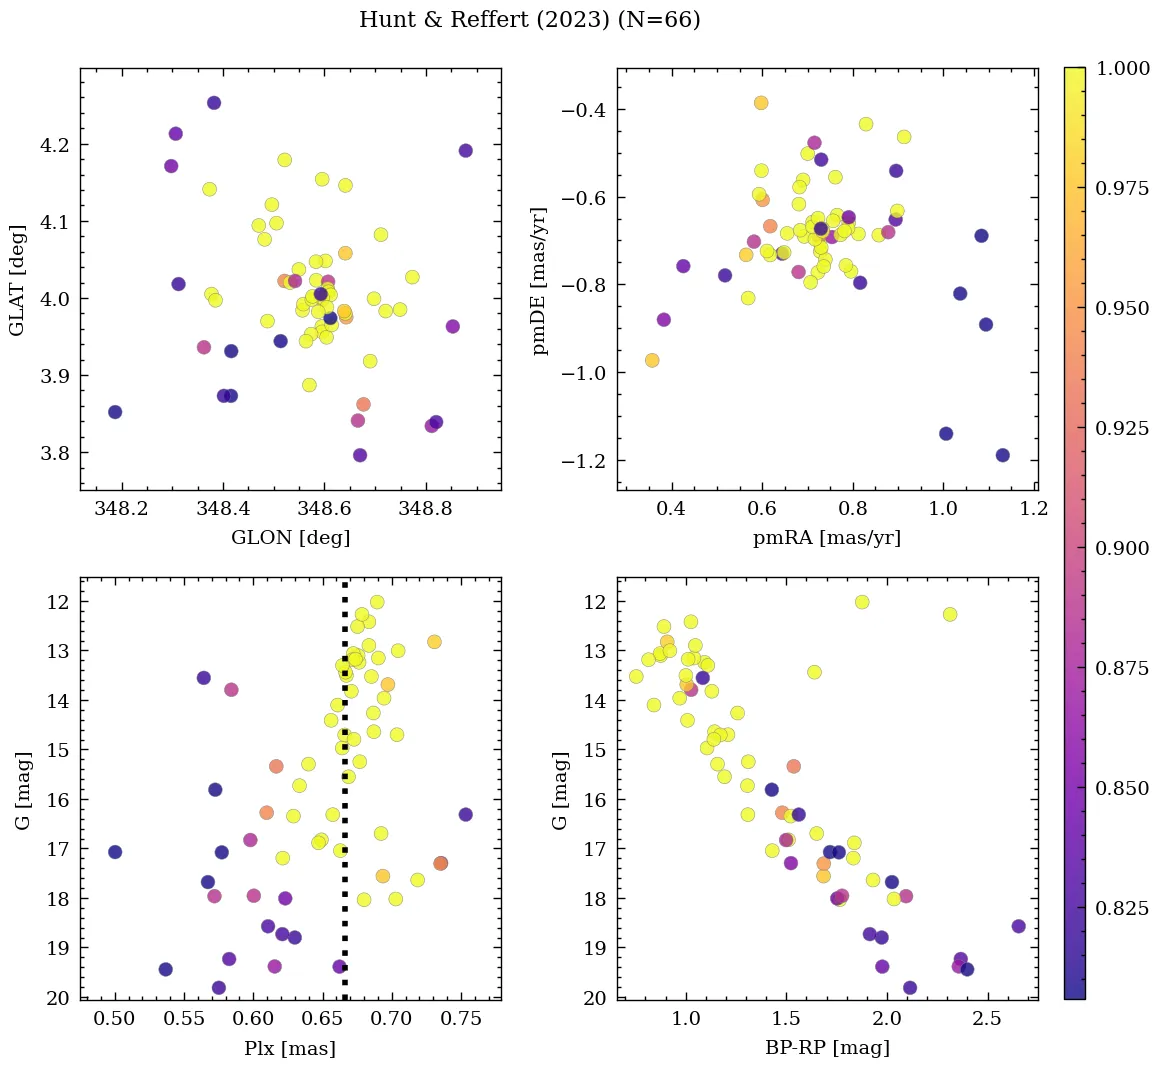 Hunt & Reffert (2023) (N=66)
4.2
4.1
4.0
3.9
3.8
GLAT [deg]
348.2 348.4 348.6 348.8
GLON [deg]
−0.4
−0.6
−0.8
−1.0
−1.2
pmDE [mas/yr]
0.4 0.6 0.8 1.0 1.2
pmRA [mas/yr]
1.000
0.975
0.950
0.925
0.900
0.875
0.850
0.825
12
13
14
15
16
17
18
19
20
G [mag]
0.50 0.55 0.60 0.65 0.70 0.75
Plx [mas]
12
13
14
15
16
17
18
19
20
G [mag]
1.0 1.5 2.0 2.5
BP-RP [mag]